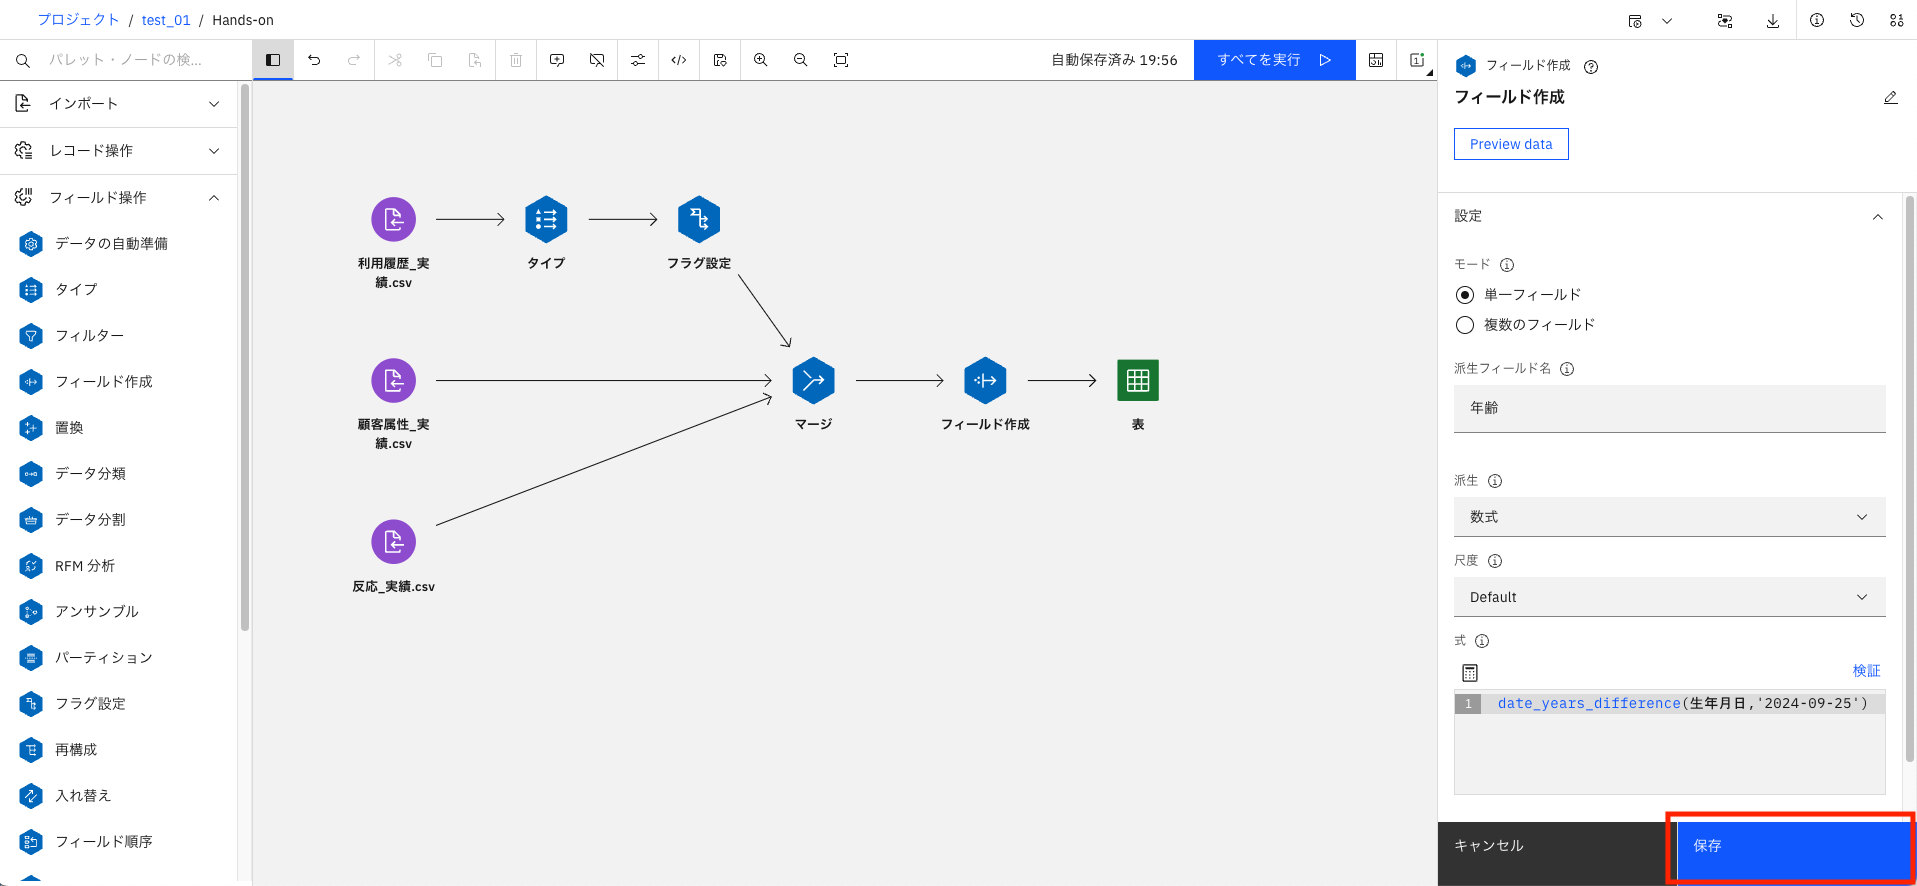 プロジェクト / test_01 / Hands-on
パレット・ノードの検...
自動保存済み 19:56
すべてを実行
インポート
レコード操作
フィールド操作
データの自動準備
タイプ
フィルター
フィールド作成
置換
データ分類
データ分割
RFM 分析
アンサンブル
パーティション
フラグ設定
再構成
入れ替え
フィールド順序
利用履歴_実
績.csv
タイプ
フラグ設定
顧客属性_実
績.csv
マージ
フィールド作成
表
反応_実績.csv
フィールド作成
フィールド作成
Preview data
設定
モード
単一フィールド
複数のフィールド
派生フィールド名
年齢
派生
数式
尺度
Default
式
検証
1 date_years_difference(生年月日,'2024-09-25')
キャンセル
保存